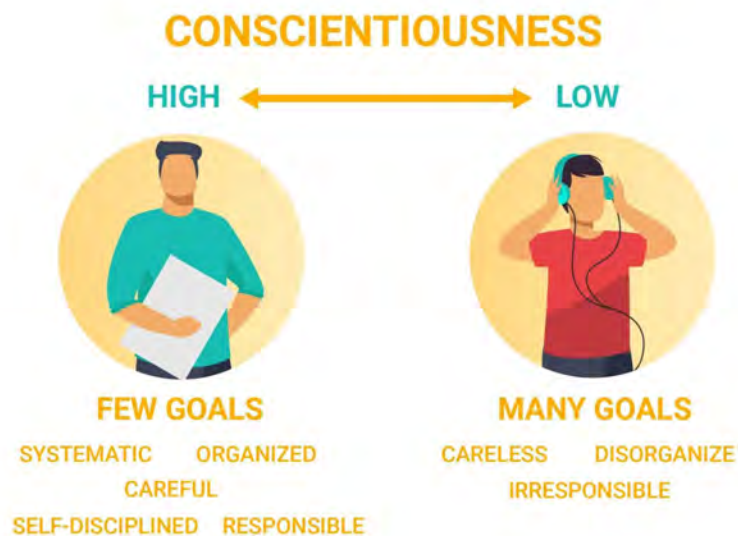 CONSCIENTIOUSNESS
HIGH LOW
FEW GOALS
SYSTEMATIC ORGANIZED
CAREFUL
SELF-DISCIPLINED RESPONSIBLE
MANY GOALS
CARELESS DISORGANIZE
IRRESPONSIBLE